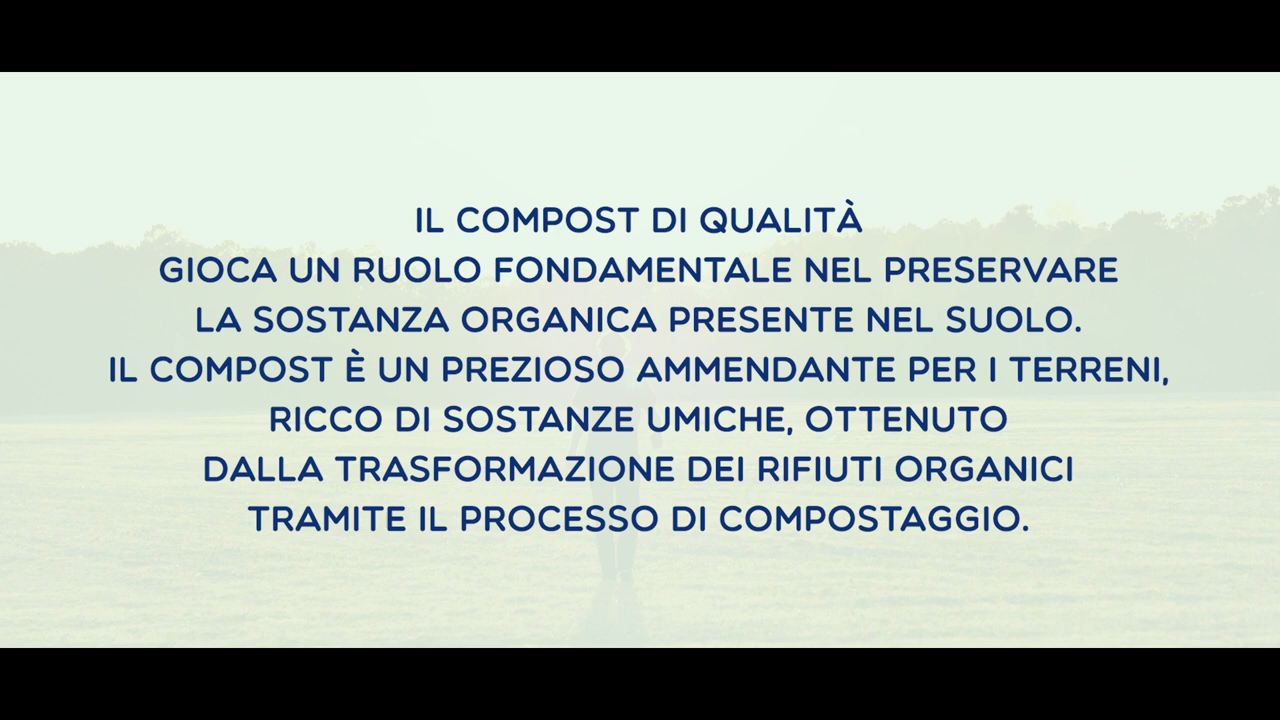 IL COMPOST DI QUALITÀ
GIOCA UN RUOLO FONDAMENTALE NEL PRESERVARE
LA SOSTANZA ORGANICA PRESENTE NEL SUOLO.
IL COMPOST È UN PREZIOSO AMMENDANTE PER I TERRENI,
RICCO DI SOSTANZE UMICHE, OTTENUTO
DALLA TRASFORMAZIONE DEI RIFIUTI ORGANICI
TRAMITE IL PROCESSO DI COMPOSTAGGIO.